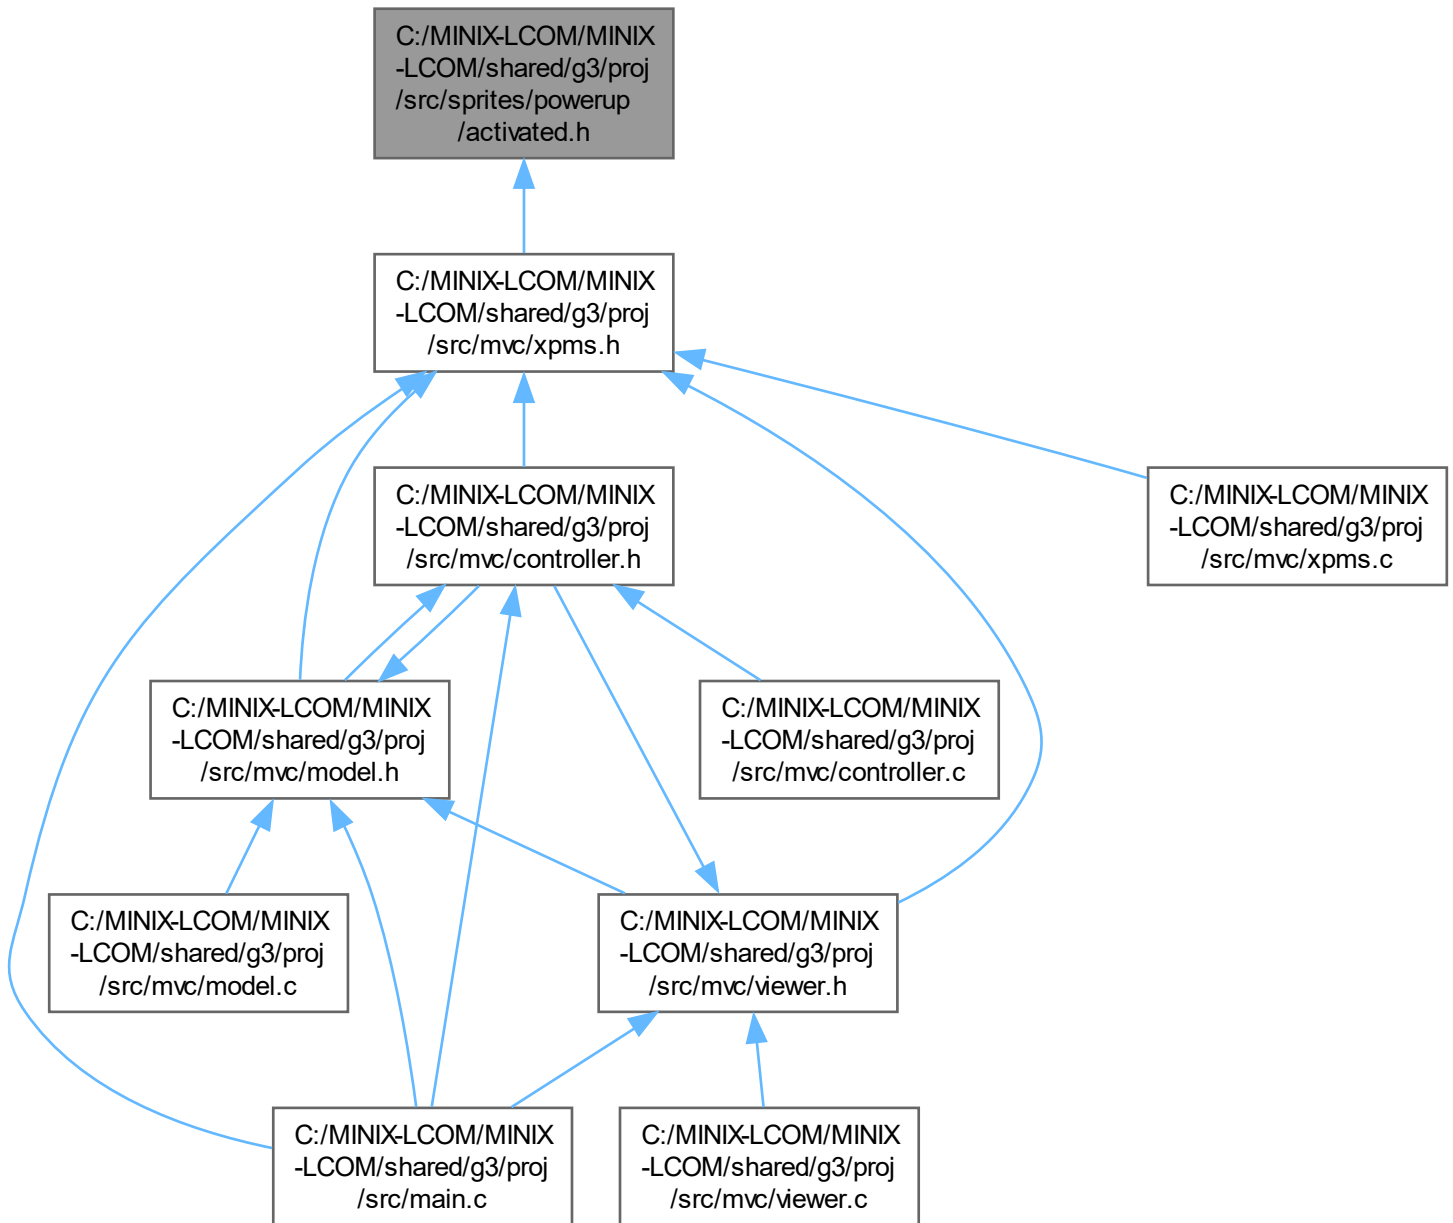 C:/MINIX-LCOM/MINIX
-LCOM/shared/g3/proj
/src/sprites/powerup
/activated.h
C:/MINIX-LCOM/MINIX
-LCOM/shared/g3/proj
/src/mvc/xpms.h
C:/MINIX-LCOM/MINIX
-LCOM/shared/g3/proj
/src/mvc/controller.h
C:/MINIX-LCOM/MINIX
-LCOM/shared/g3/proj
/src/mvc/xpms.c
C:/MINIX-LCOM/MINIX
-LCOM/shared/g3/proj
/src/mvc/model.h
C:/MINIX-LCOM/MINIX
-LCOM/shared/g3/proj
/src/mvc/controller.c
C:/MINIX-LCOM/MINIX
-LCOM/shared/g3/proj
/src/mvc/model.c
C:/MINIX-LCOM/MINIX
-LCOM/shared/g3/proj
/src/mvc/viewer.h
C:/MINIX-LCOM/MINIX
-LCOM/shared/g3/proj
/src/main.c
C:/MINIX-LCOM/MINIX
-LCOM/shared/g3/proj
/src/mvc/viewer.c